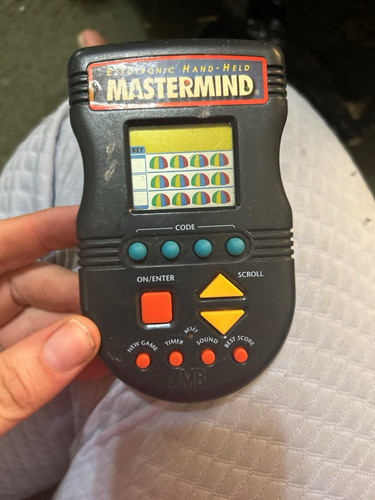 ELECTRONIC HAND-HELD
MASTERMIND®
KEY
CODE
ON/ENTER SCROLL
RESET
NEW GAME TIMER SOUND BEST SCORE
MB